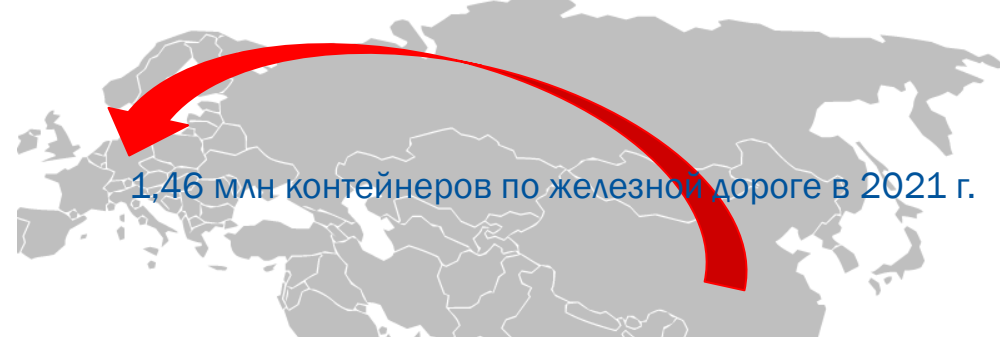 1,46 млн контейнеров по железной дороге в 2021 г.